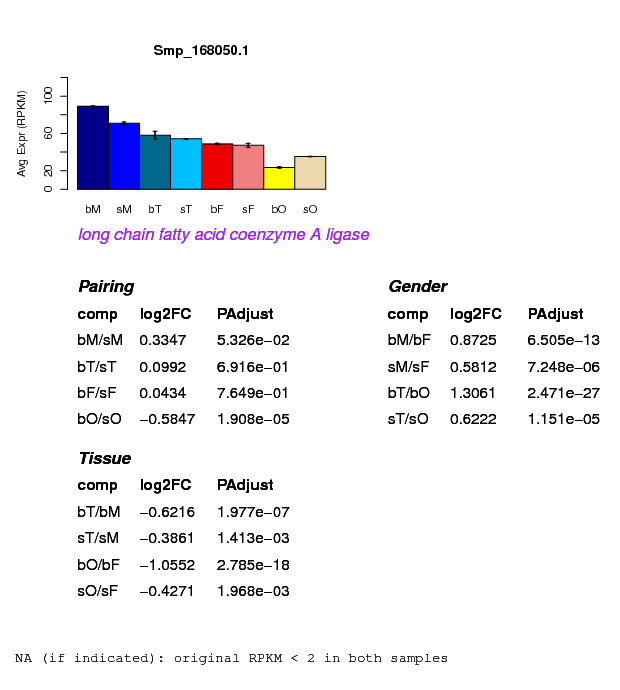 Smp_168050.1
Avg Expr (RPKM)
0 20 60 100
bM sM bT sT bF sF bO sO
long chain fatty acid coenzyme A ligase
Pairing
comp log2FC PAdjust
bM/sM 0.3347 5.326e−02
bT/sT 0.0992 6.916e−01
bF/sF 0.0434 7.649e−01
bO/sO −0.5847 1.908e−05
Gender
comp log2FC PAdjust
bM/bF 0.8725 6.505e−13
sM/sF 0.5812 7.248e−06
bT/bO 1.3061 2.471e−27
sT/sO 0.6222 1.151e−05
Tissue
comp log2FC PAdjust
bT/bM −0.6216 1.977e−07
sT/sM −0.3861 1.413e−03
bO/bF −1.0552 2.785e−18
sO/sF −0.4271 1.968e−03
NA (if indicated): original RPKM < 2 in both samples